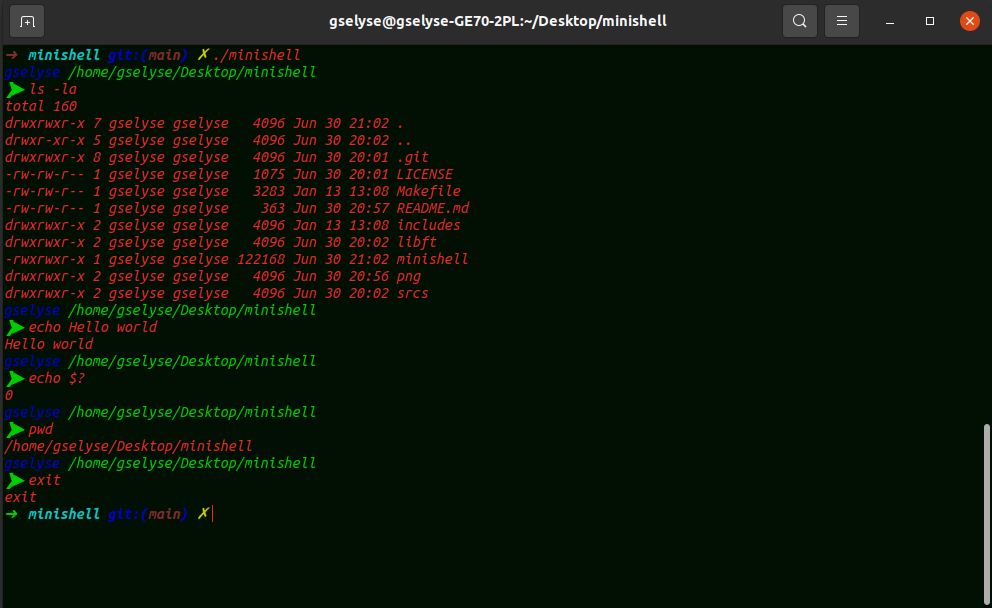 gselyse@gselyse-GE70-2PL:~/Desktop/minishell
➜ minishell git:(main) ✗ ./minishell
gselyse /home/gselyse/Desktop/minishell
➤ ls -la
total 160
drwxrwxr-x 7 gselyse gselyse   4096 Jun 30 21:02 .
drwxr-xr-x 5 gselyse gselyse   4096 Jun 30 20:02 ..
drwxrwxr-x 8 gselyse gselyse   4096 Jun 30 20:01 .git
-rw-rw-r-- 1 gselyse gselyse   1075 Jun 30 20:01 LICENSE
-rw-rw-r-- 1 gselyse gselyse   3283 Jan 13 13:08 Makefile
-rw-rw-r-- 1 gselyse gselyse    363 Jun 30 20:57 README.md
drwxrwxr-x 2 gselyse gselyse   4096 Jan 13 13:08 includes
drwxrwxr-x 2 gselyse gselyse   4096 Jun 30 20:02 libft
-rwxrwxr-x 1 gselyse gselyse 122168 Jun 30 21:02 minishell
drwxrwxr-x 2 gselyse gselyse   4096 Jun 30 20:56 png
drwxrwxr-x 2 gselyse gselyse   4096 Jun 30 20:02 srcs
gselyse /home/gselyse/Desktop/minishell
➤ echo Hello world
Hello world
gselyse /home/gselyse/Desktop/minishell
➤ echo $?
0
gselyse /home/gselyse/Desktop/minishell
➤ pwd
/home/gselyse/Desktop/minishell
gselyse /home/gselyse/Desktop/minishell
➤ exit
exit
➜ minishell git:(main) ✗